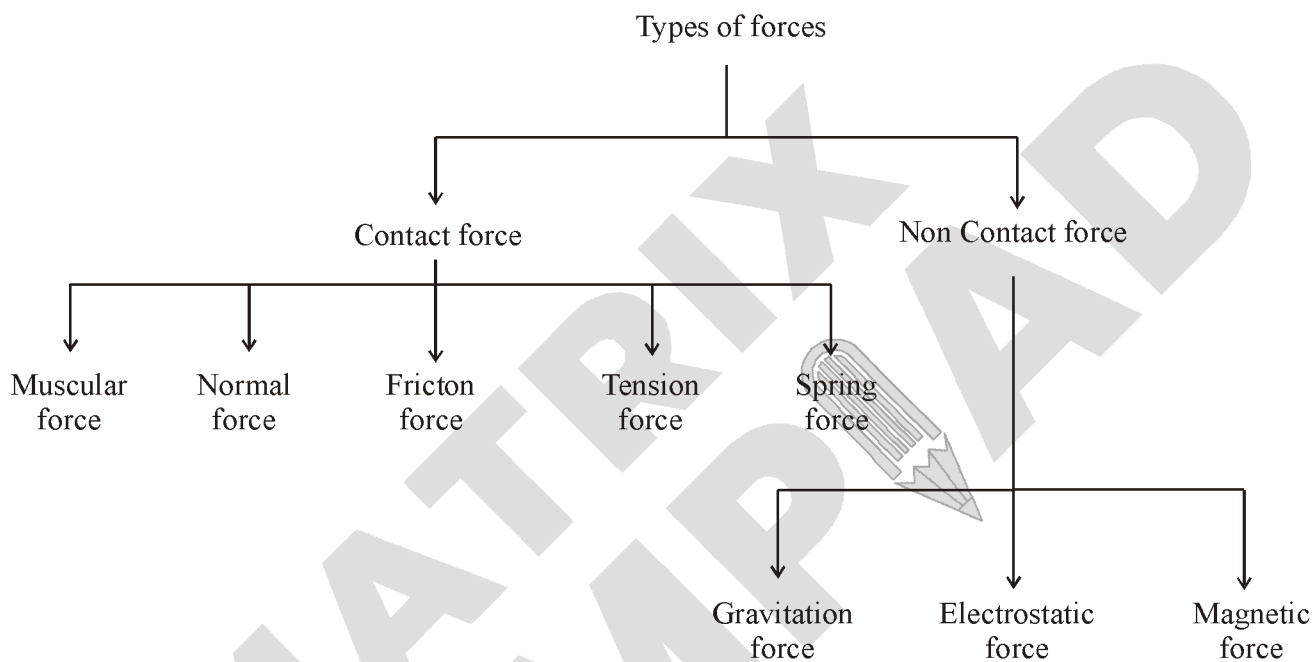 Types of forces
Contact force
Non Contact force
Muscular
force
Normal
force
Fricton
force
Tension
force
Spring
force
Gravitation
force
Electrostatic
force
Magnetic
force
MATRIX